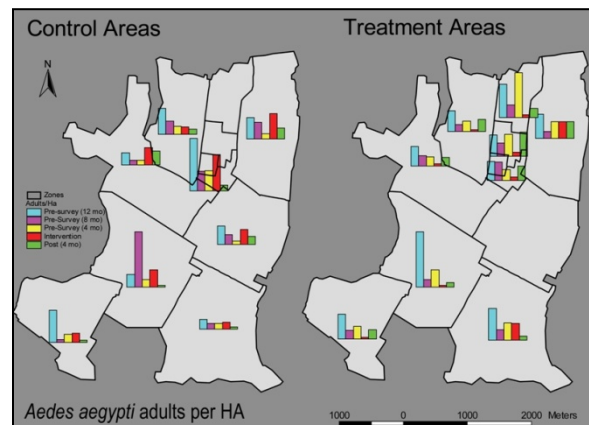 Control Areas
Treatment Areas
N
Zones
Adults/Ha
Pre-survey (12 mo)
Pre-Survey (8 mo)
Pre-Survey (4 mo)
Intervention
Post (4 mo)
Aedes aegypti adults per HA
1000 0 1000 2000 Meters